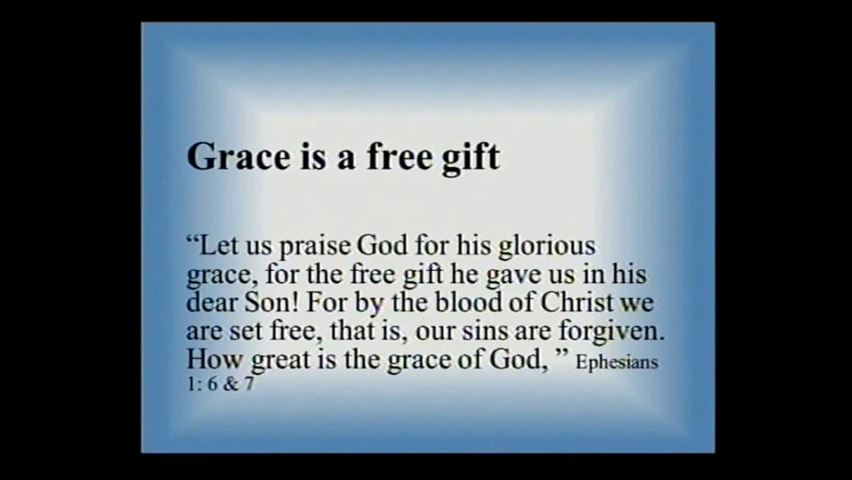 Grace is a free gift
“Let us praise God for his glorious
grace, for the free gift he gave us in his
dear Son! For by the blood of Christ we
are set free, that is, our sins are forgiven.
How great is the grace of God, ” Ephesians
1: 6 & 7